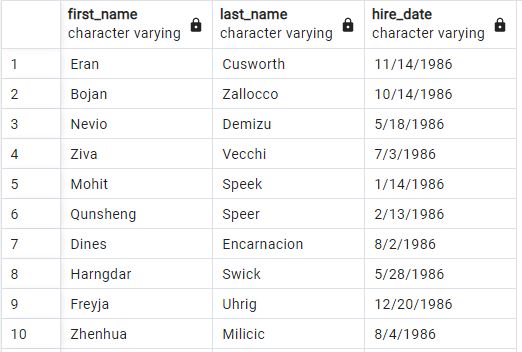 first_name last_name hire_date
character varying character varying character varying
1 Eran Cusworth 11/14/1986
2 Bojan Zallocco 10/14/1986
3 Nevio Demizu 5/18/1986
4 Ziva Vecchi 7/3/1986
5 Mohit Speek 1/14/1986
6 Qunsheng Speer 2/13/1986
7 Dines Encarnacion 8/2/1986
8 Harngdar Swick 5/28/1986
9 Freyja Uhrig 12/20/1986
10 Zhenhua Milicic 8/4/1986